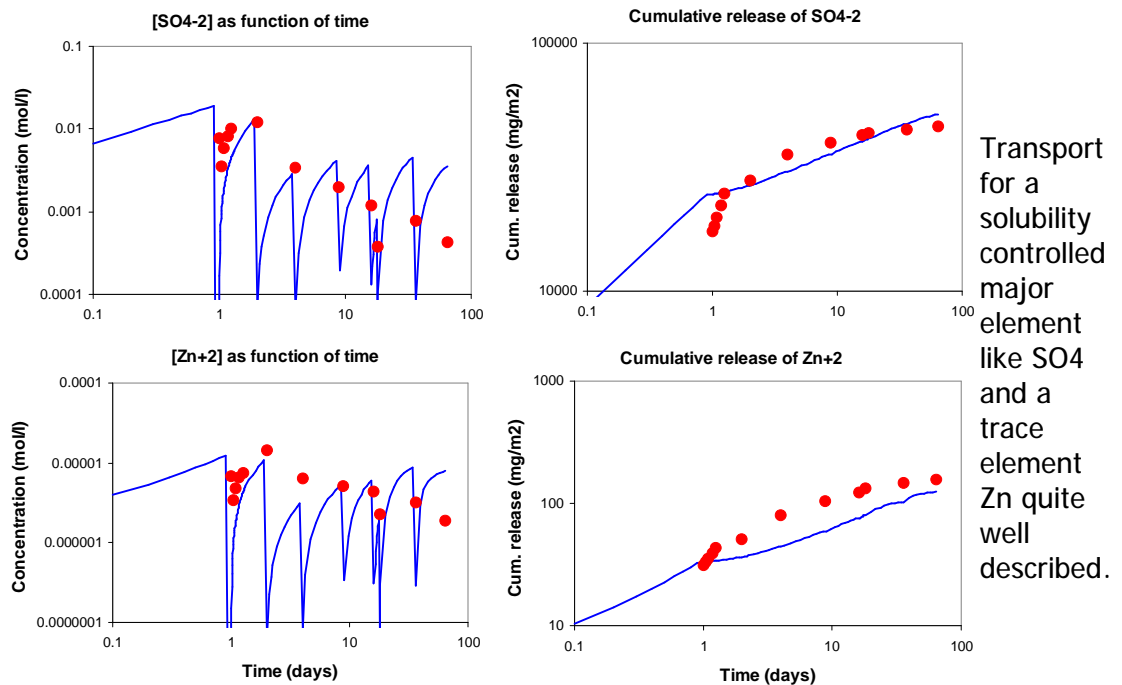 [SO4-2] as function of time
0.1
0.01
0.001
0.0001
0.1
1
10
100
Concentration (mol/l)
Cumulative release of SO4-2
100000
10000
0.1
1
10
100
Cum. release (mg/m2)
[Zn+2] as function of time
0.0001
0.00001
0.000001
0.0000001
0.1
1
10
100
Concentration (mol/l)
Time (days)
Cumulative release of Zn+2
1000
100
10
0.1
1
10
100
Cum. release (mg/m2)
Time (days)
Transport
for a
solubility
controlled
major
element
like SO4
and a
trace
element
Zn quite
well
described.